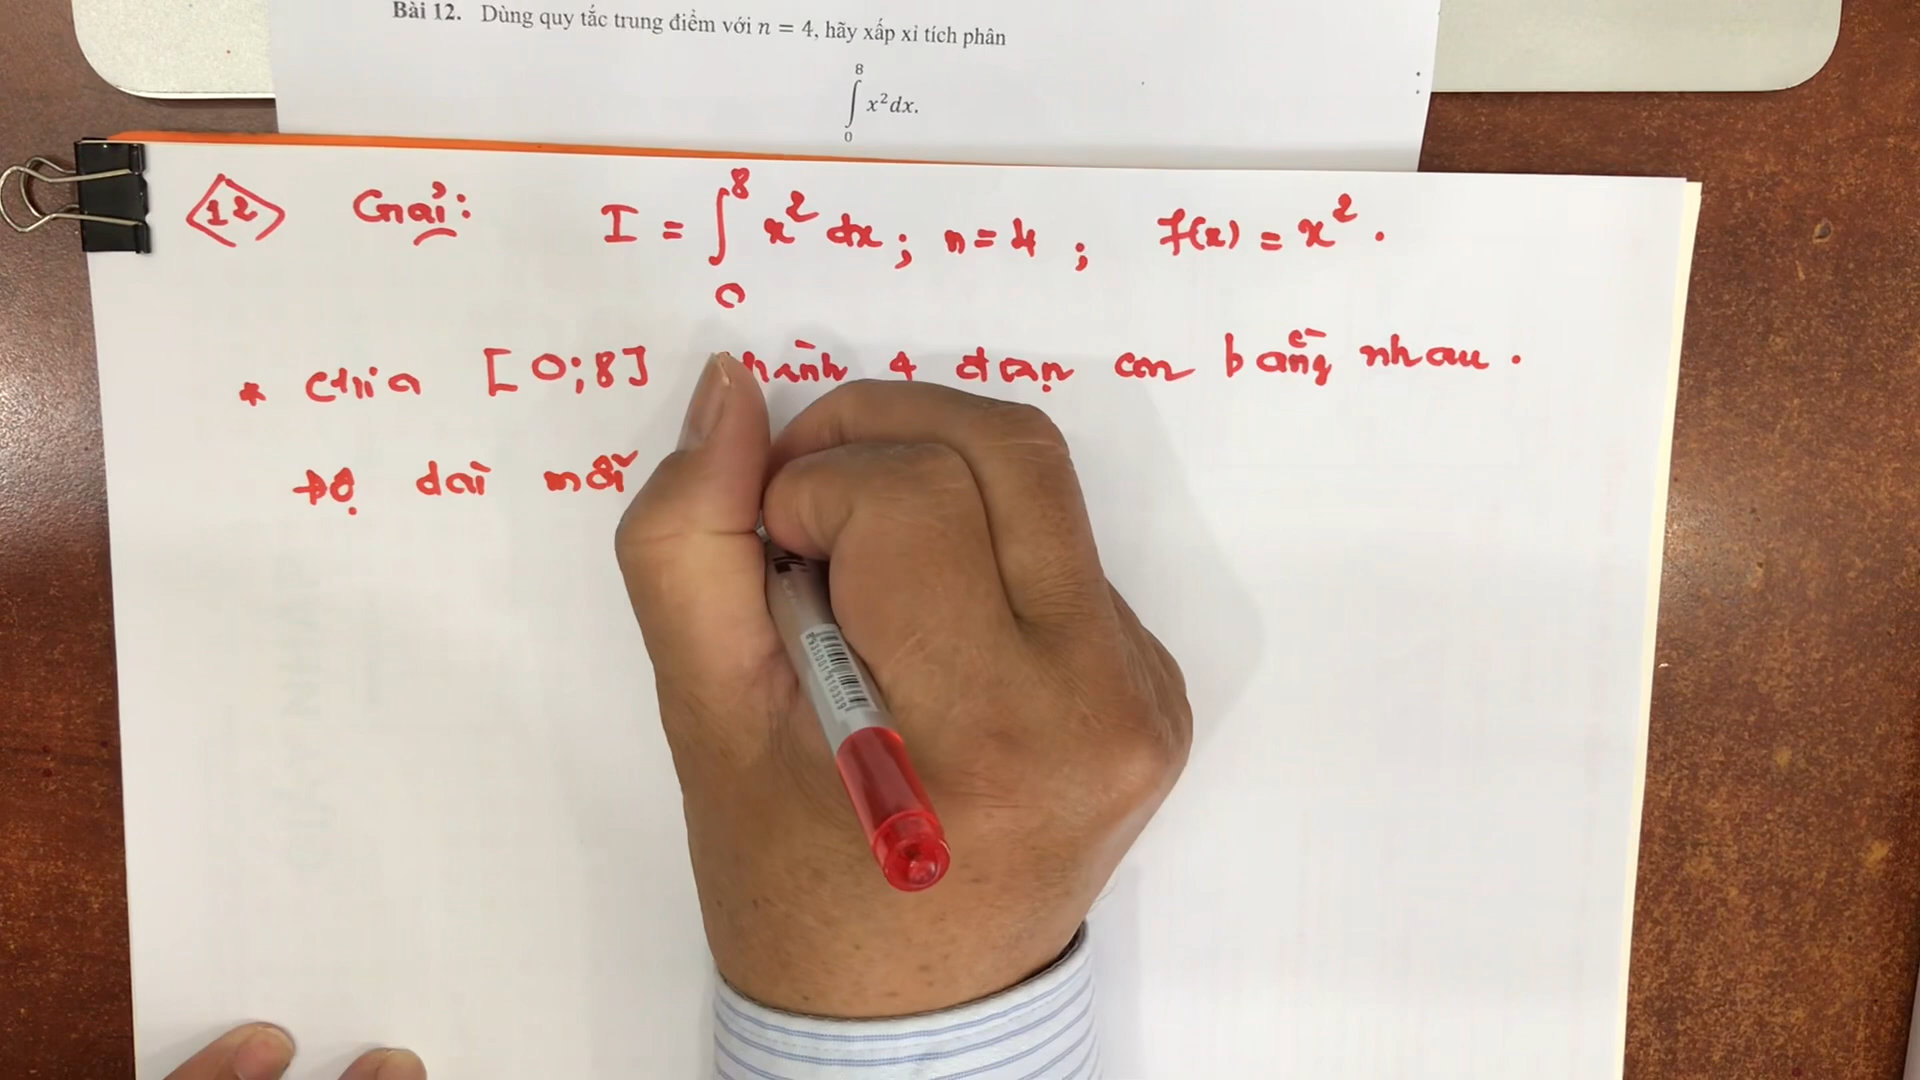 Bài 12. Dùng quy tắc trung điểm với n = 4, hãy xấp xỉ tích phân
∫₀⁸ x²dx.
12 Giải: I = ∫₀⁸ x² dx; n = 4; f(x) = x².
* Chia [0;8] thành 4 đoạn con bằng nhau.
Độ dài mỗi